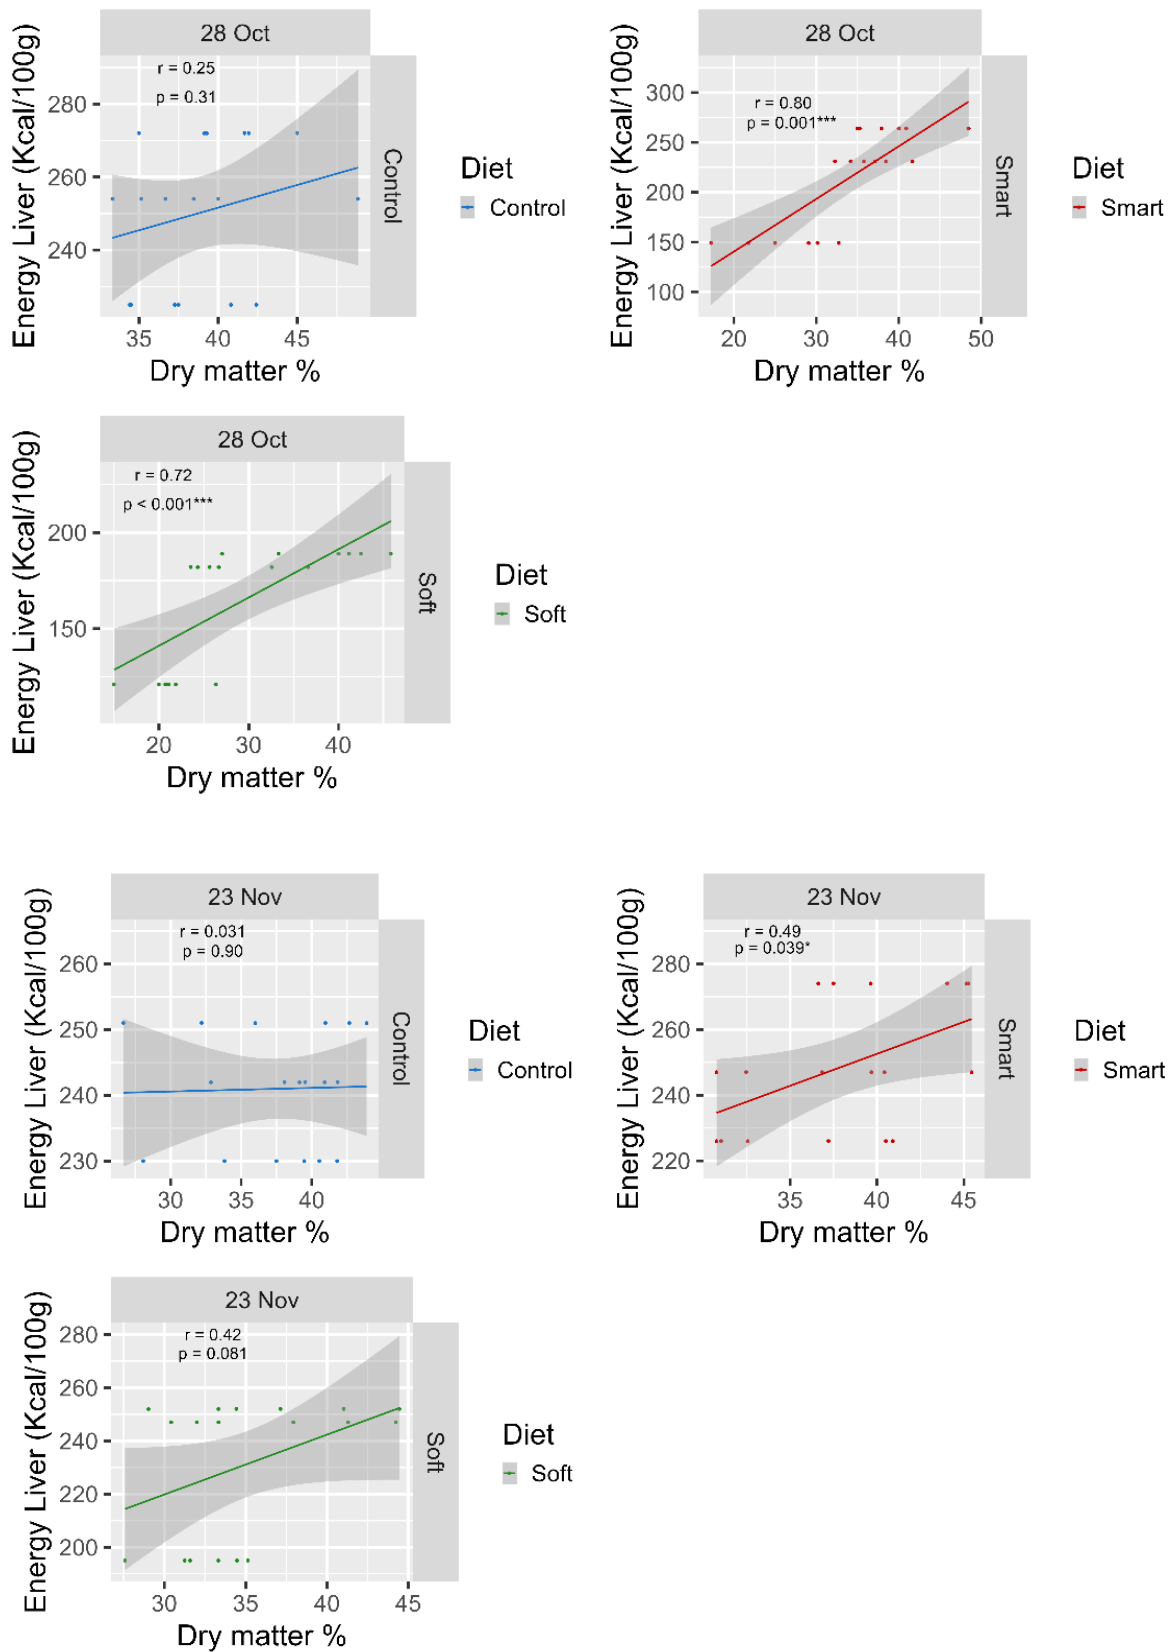 28 Oct
r = 0.25
p = 0.31
280
260
240
35 40 45
Dry matter %
Energy Liver (Kcal/100g)
Control
Diet
Control
28 Oct
r = 0.80
p = 0.001***
300
250
200
150
100
20 30 40 50
Dry matter %
Energy Liver (Kcal/100g)
Smart
Diet
Smart
28 Oct
r = 0.72
p < 0.001***
200
150
20 30 40
Dry matter %
Energy Liver (Kcal/100g)
Soft
Diet
Soft
23 Nov
r = 0.031
p = 0.90
260
250
240
230
30 35 40
Dry matter %
Energy Liver (Kcal/100g)
Control
Diet
Control
23 Nov
r = 0.49
p = 0.039*
280
260
240
220
35 40 45
Dry matter %
Energy Liver (Kcal/100g)
Smart
Diet
Smart
23 Nov
r = 0.42
p = 0.081
280
260
240
220
200
30 35 40 45
Dry matter %
Energy Liver (Kcal/100g)
Soft
Diet
Soft